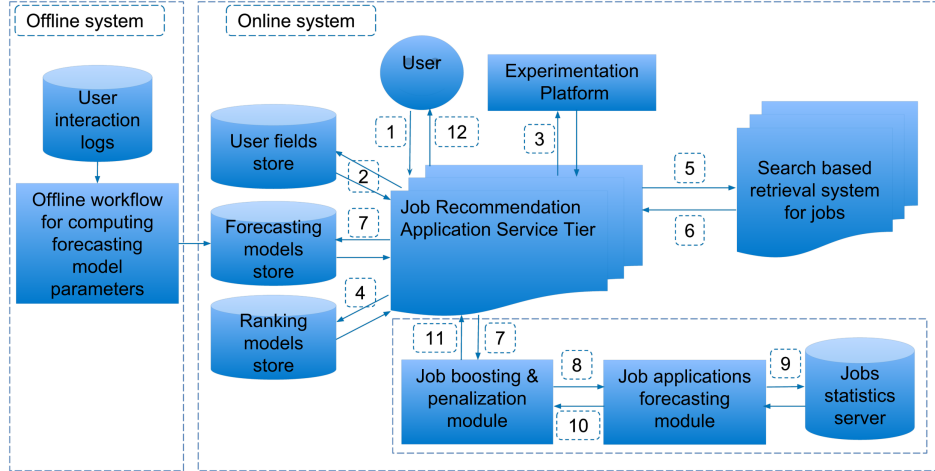 Offline system
Online system
User
interaction
logs
Offline workflow
for computing
forecasting
model
parameters
User
Experimentation
Platform
1
12
3
User fields
store
2
Forecasting
models
store
7
Ranking
models
store
4
Job Recommendation
Application Service Tier
5
6
Search based
retrieval system
for jobs
11
7
Job boosting &
penalization
module
8
10
Job applications
forecasting
module
9
Jobs
statistics
server